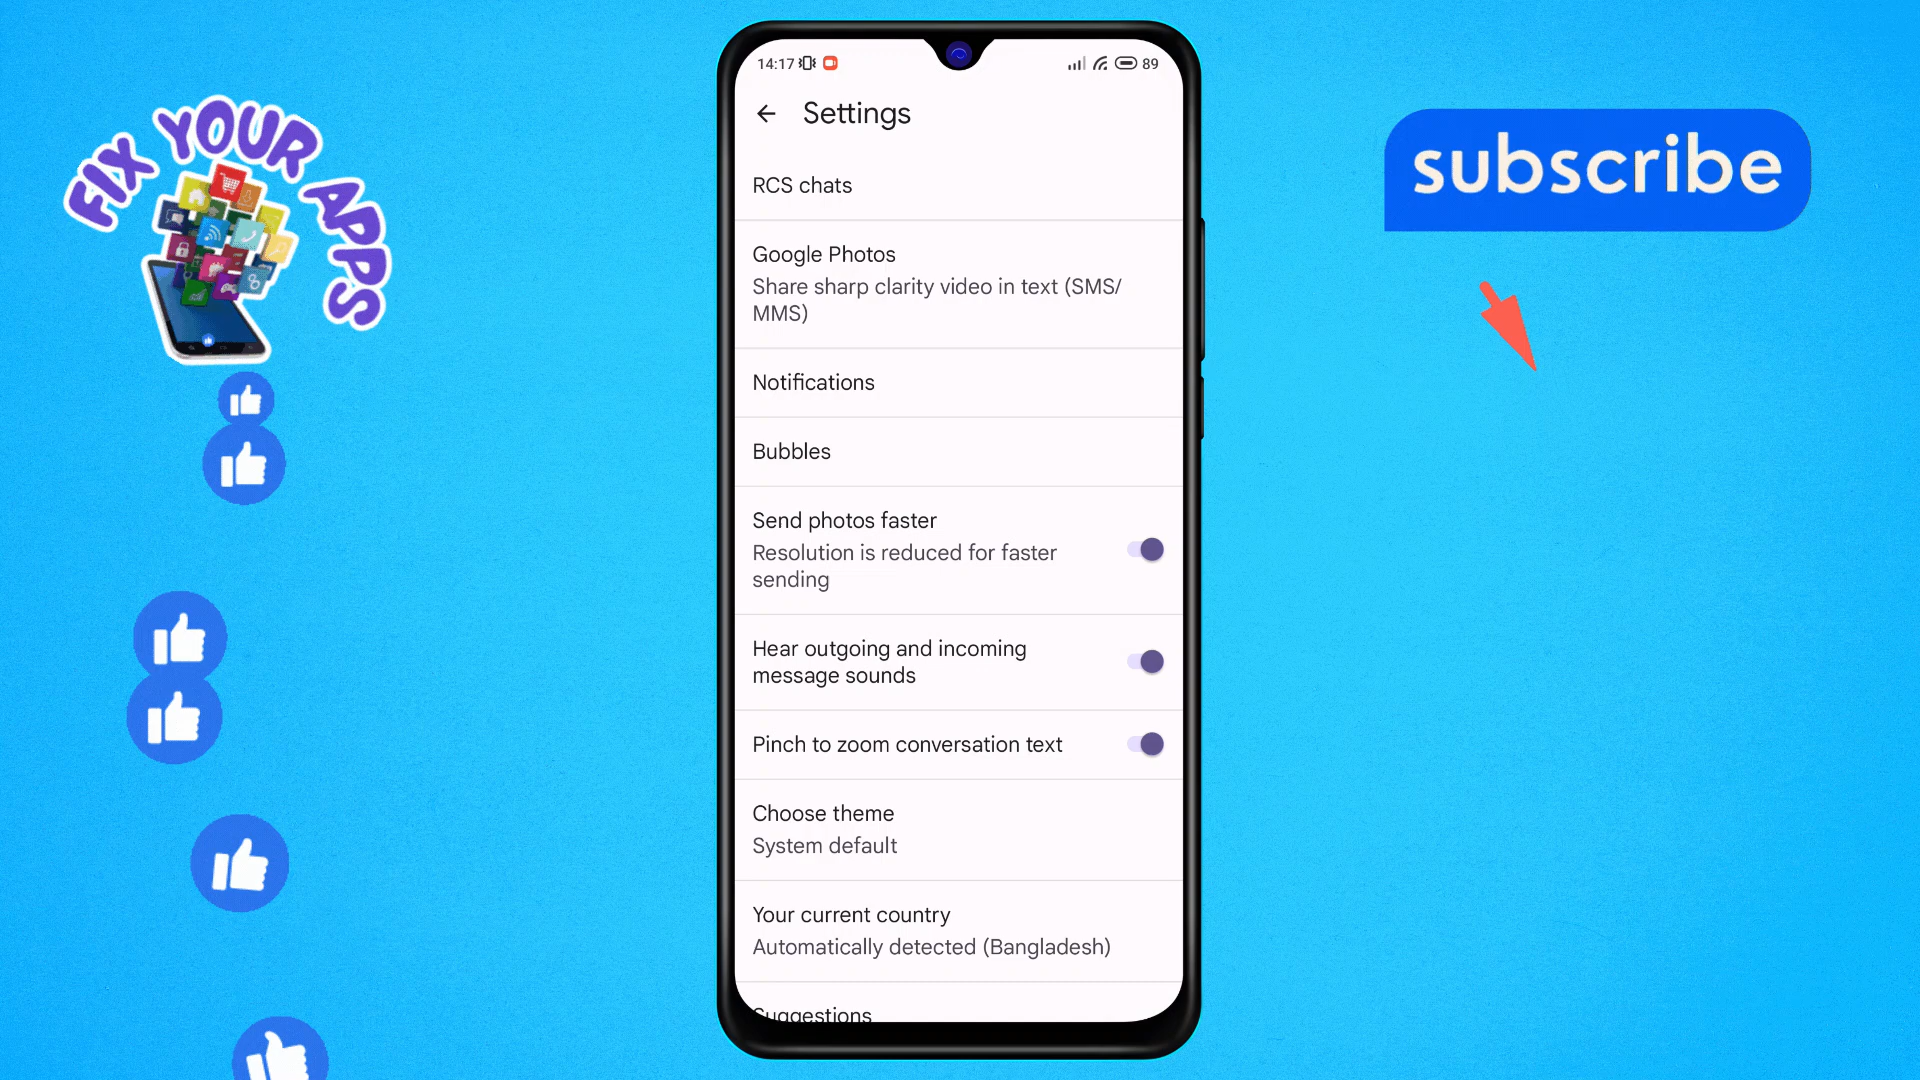 FIX YOUR APPS
14:17
89
Settings
subscribe
RCS chats
Google Photos
Share sharp clarity video in text (SMS/
MMS)
Notifications
Bubbles
Send photos faster
Resolution is reduced for faster
sending
Hear outgoing and incoming
message sounds
Pinch to zoom conversation text
Choose theme
System default
Your current country
Automatically detected (Bangladesh)
Suggestions